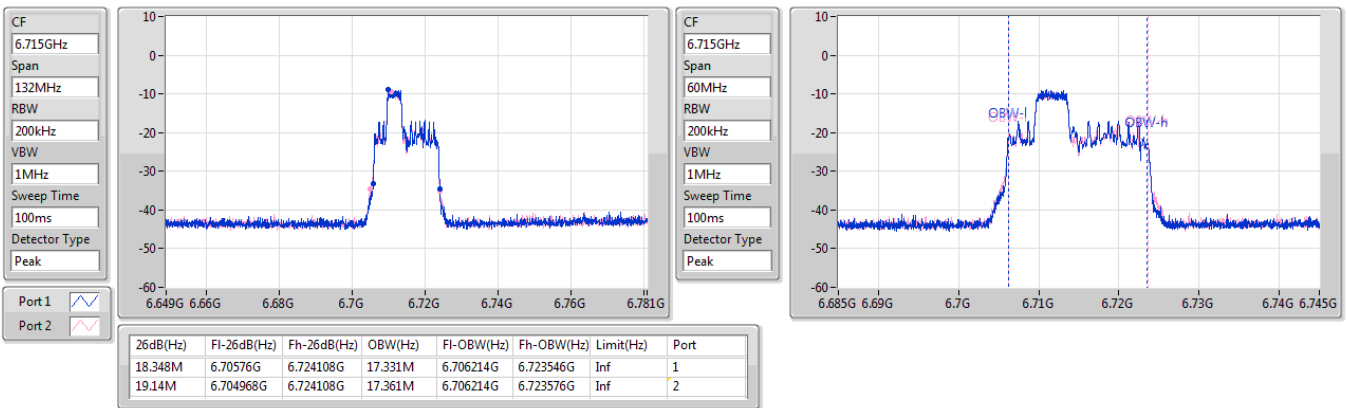 CF
6.715GHz
Span
132MHz
RBW
200kHz
VBW
1MHz
Sweep Time
100ms
Detector Type
Peak
Port 1
Port 2
10
0
-10
-20
-30
-40
-50
-60
6.649G 6.66G 6.68G 6.7G 6.72G 6.74G 6.76G 6.781G
CF
6.715GHz
Span
60MHz
RBW
200kHz
VBW
1MHz
Sweep Time
100ms
Detector Type
Peak
10
0
-10
-20
-30
-40
-50
-60
OBW-l OBW-h
6.685G 6.69G 6.7G 6.71G 6.72G 6.73G 6.74G 6.745G
26dB(Hz) Fl-26dB(Hz) Fh-26dB(Hz) OBW(Hz) Fl-OBW(Hz) Fh-OBW(Hz) Limit(Hz) Port
18.348M 6.70576G 6.724108G 17.331M 6.706214G 6.723546G Inf 1
19.14M 6.704968G 6.724108G 17.361M 6.706214G 6.723576G Inf 2